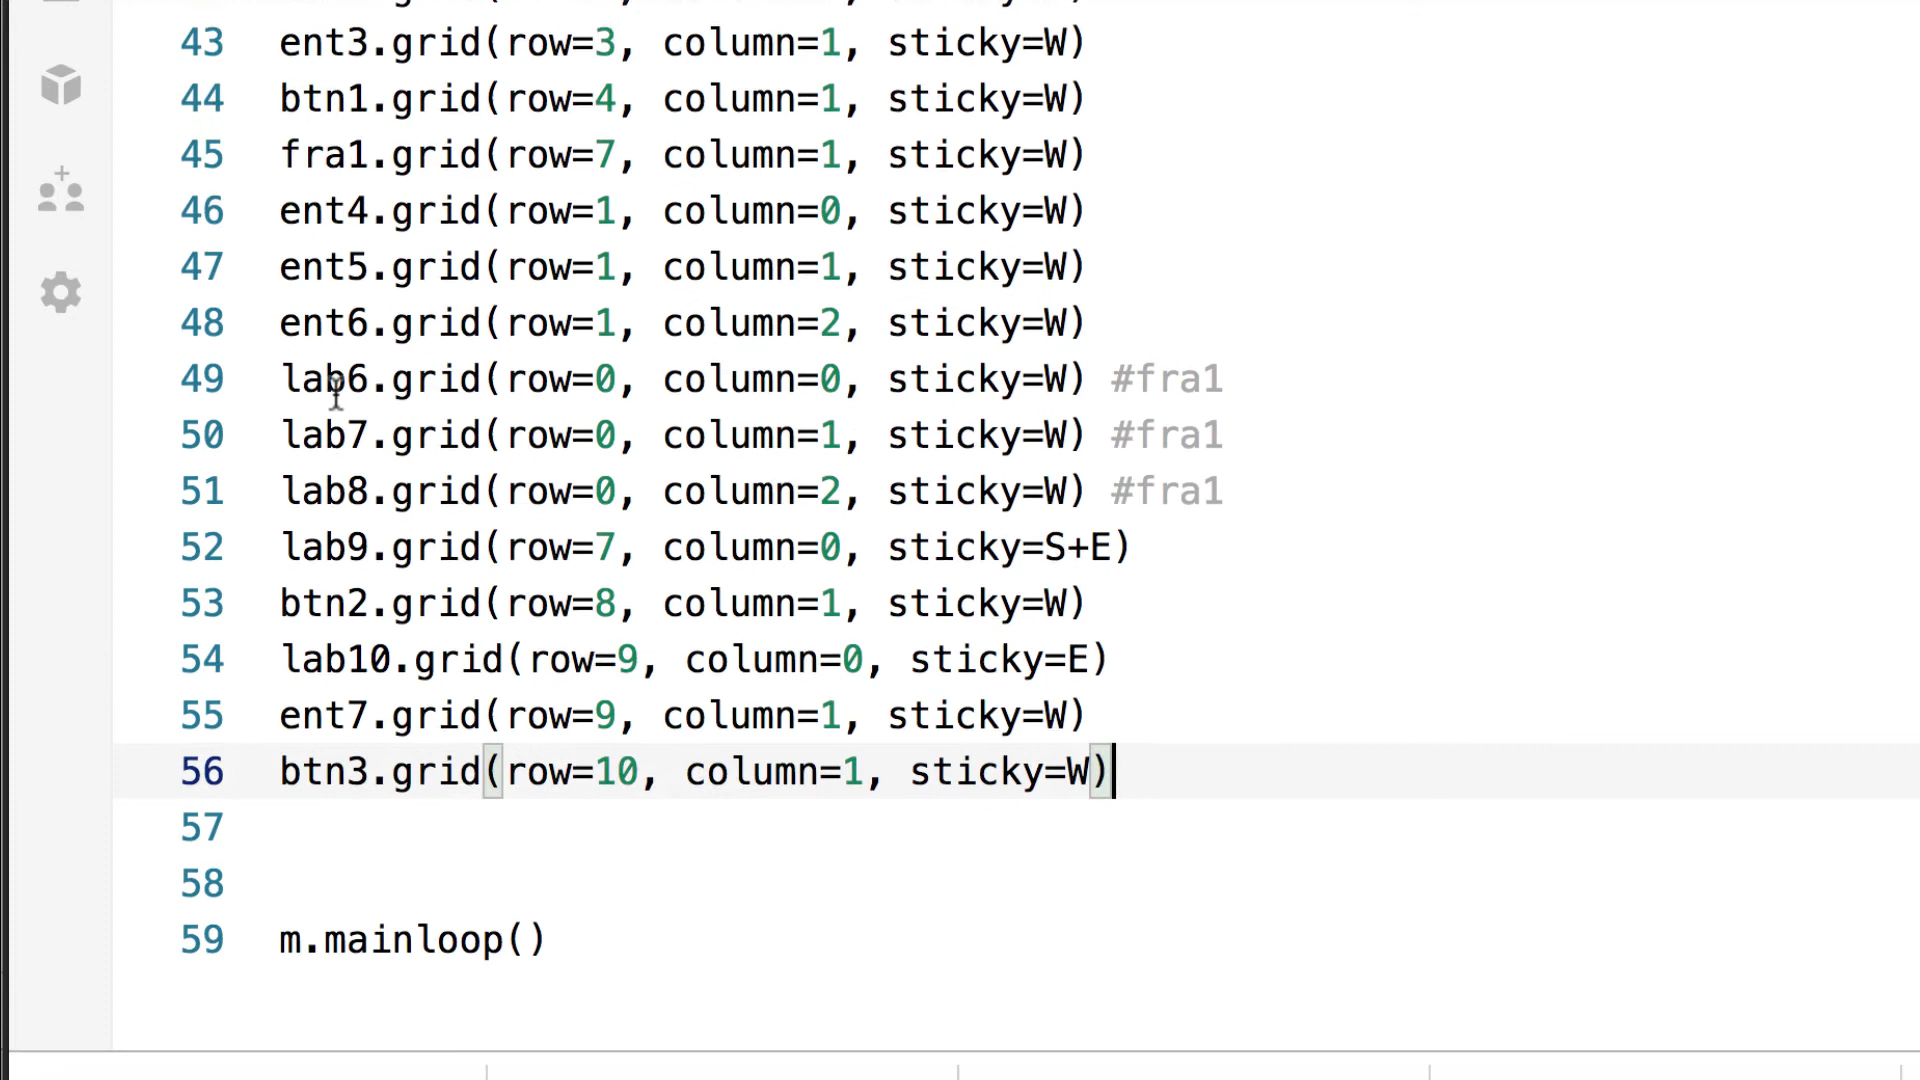 43 ent3.grid(row=3, column=1, sticky=W)
44 btn1.grid(row=4, column=1, sticky=W)
45 fra1.grid(row=7, column=1, sticky=W)
46 ent4.grid(row=1, column=0, sticky=W)
47 ent5.grid(row=1, column=1, sticky=W)
48 ent6.grid(row=1, column=2, sticky=W)
49 lab6.grid(row=0, column=0, sticky=W) #fra1
50 lab7.grid(row=0, column=1, sticky=W) #fra1
51 lab8.grid(row=0, column=2, sticky=W) #fra1
52 lab9.grid(row=7, column=0, sticky=S+E)
53 btn2.grid(row=8, column=1, sticky=W)
54 lab10.grid(row=9, column=0, sticky=E)
55 ent7.grid(row=9, column=1, sticky=W)
56 btn3.grid(row=10, column=1, sticky=W)
57
58
59 m.mainloop()